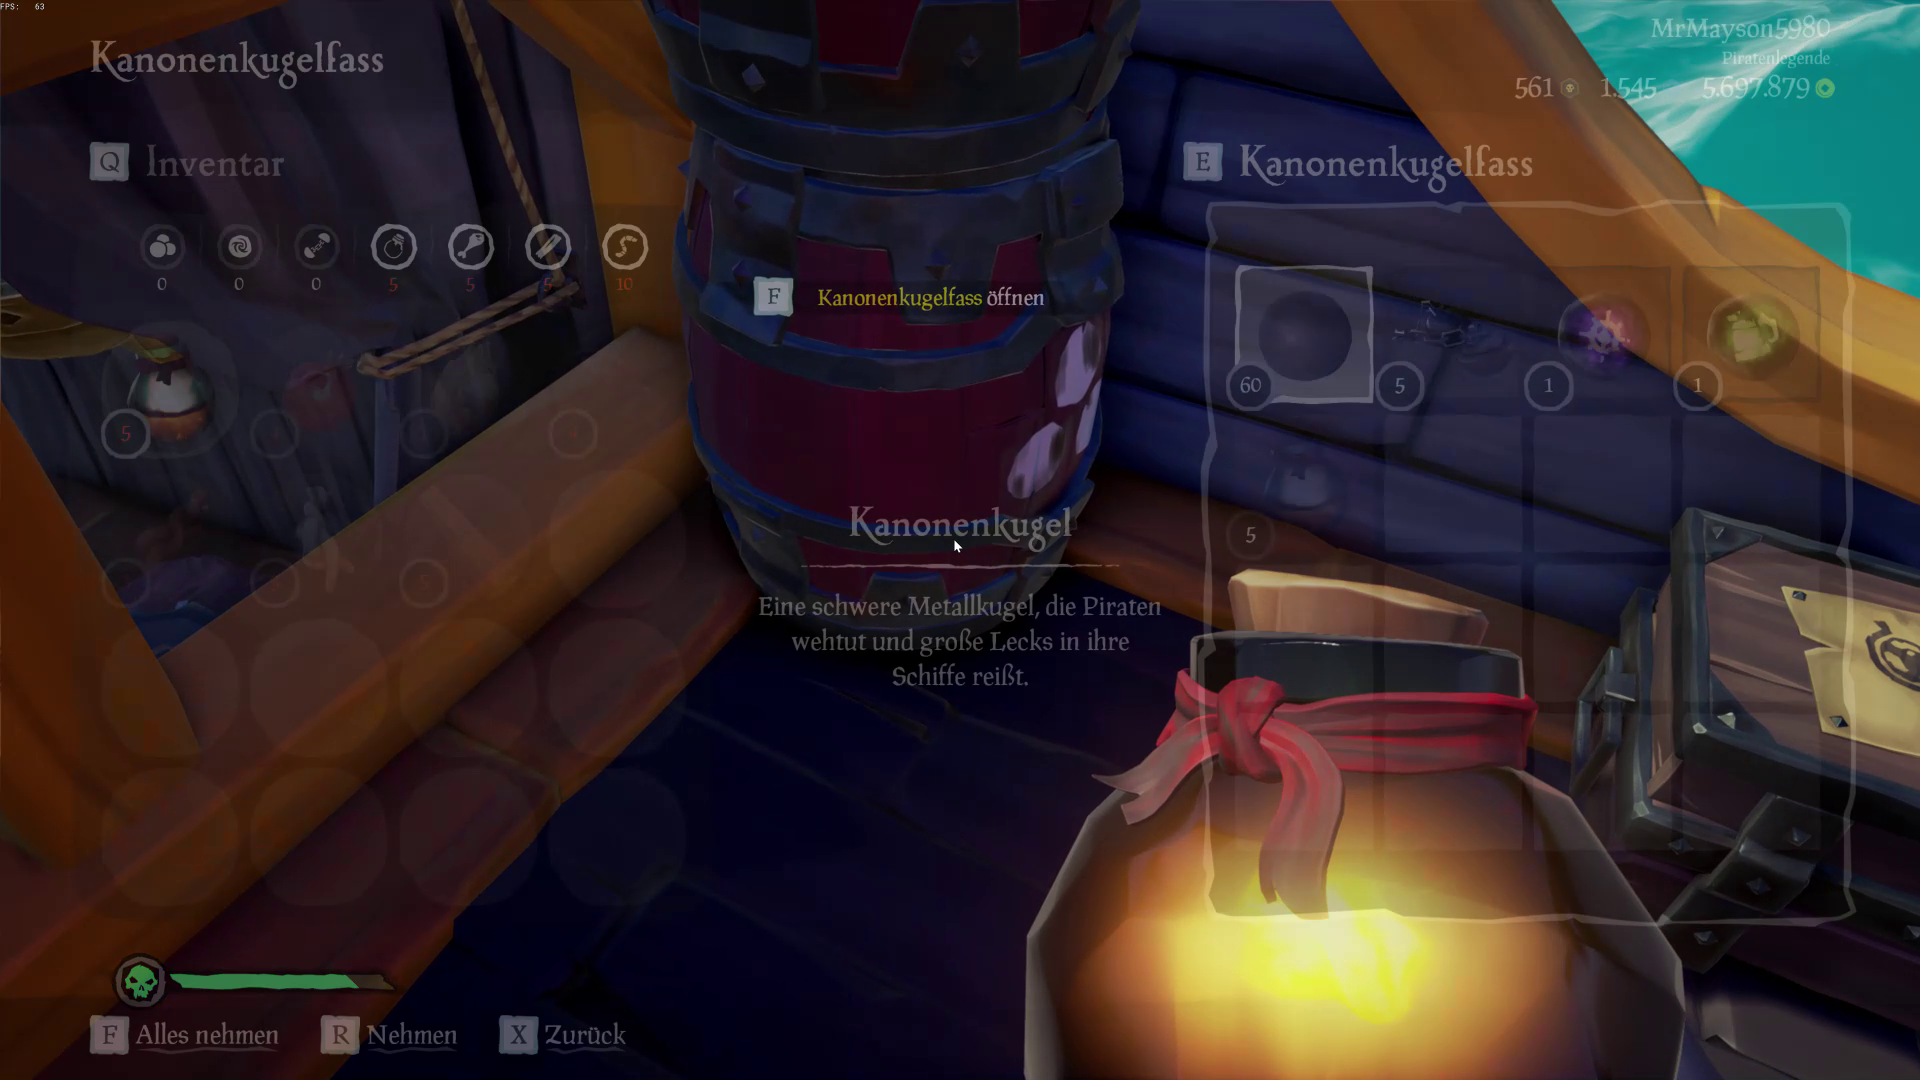 FPS: 63
Kanonenkugelfass
MrMayson5980
Piratenlegende
561 1.545 5.697.879
Q Inventar
E Kanonenkugelfass
0 0 0 5 5 5 10
F Kanonenkugelfass öffnen
60 5 1 1
5
5
Kanonenkugel
Eine schwere Metallkugel, die Piraten
wehtut und große Lecks in ihre
Schiffe reißt.
F Alles nehmen R Nehmen X Zurück